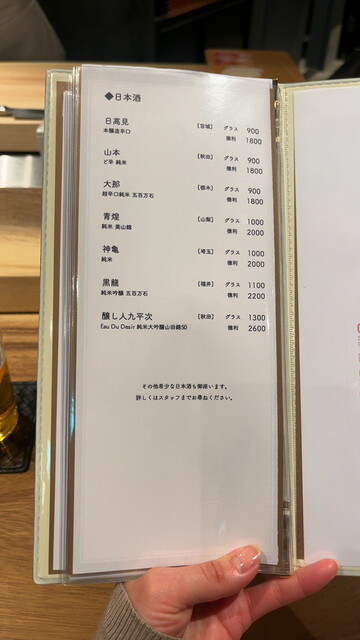 ◆日本酒
日高見 [宮城] グラス 900
本醸造辛口 徳利 1800
山本 [秋田] グラス 900
ど辛 純米 徳利 1800
大那 [栃木] グラス 900
超辛口純米 五百万石 徳利 1800
青煌 [山梨] グラス 1000
純米 美山錦 徳利 2000
神亀 [埼玉] グラス 1000
純米 徳利 2000
黒龍 [福井] グラス 1100
純米吟醸 五百万石 徳利 2200
醸し人九平次 [秋田] グラス 1300
Eau Du Desir 純米大吟醸山田錦50 徳利 2600
その他希少な日本酒も御座います。
詳しくはスタッフまでお尋ねください。